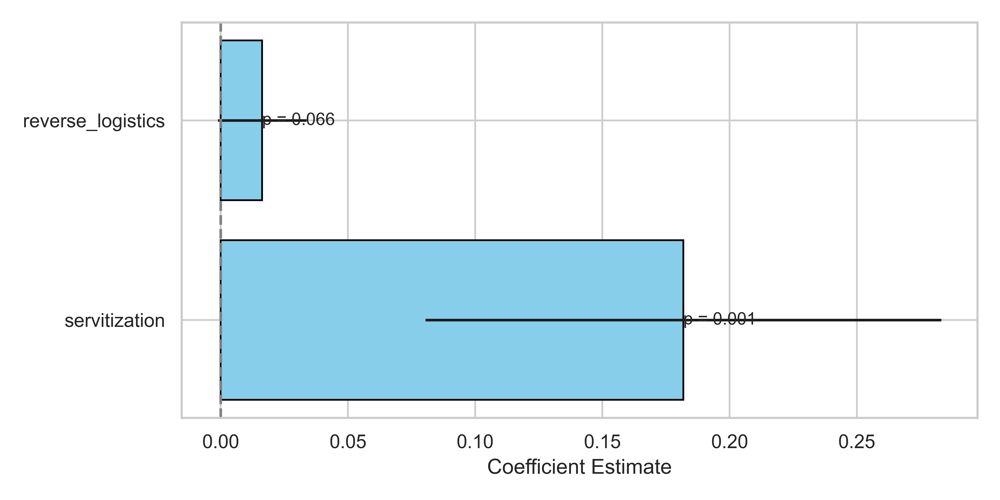 reverse_logistics
p = 0.066
servitization
p = 0.001
0.00 0.05 0.10 0.15 0.20 0.25
Coefficient Estimate